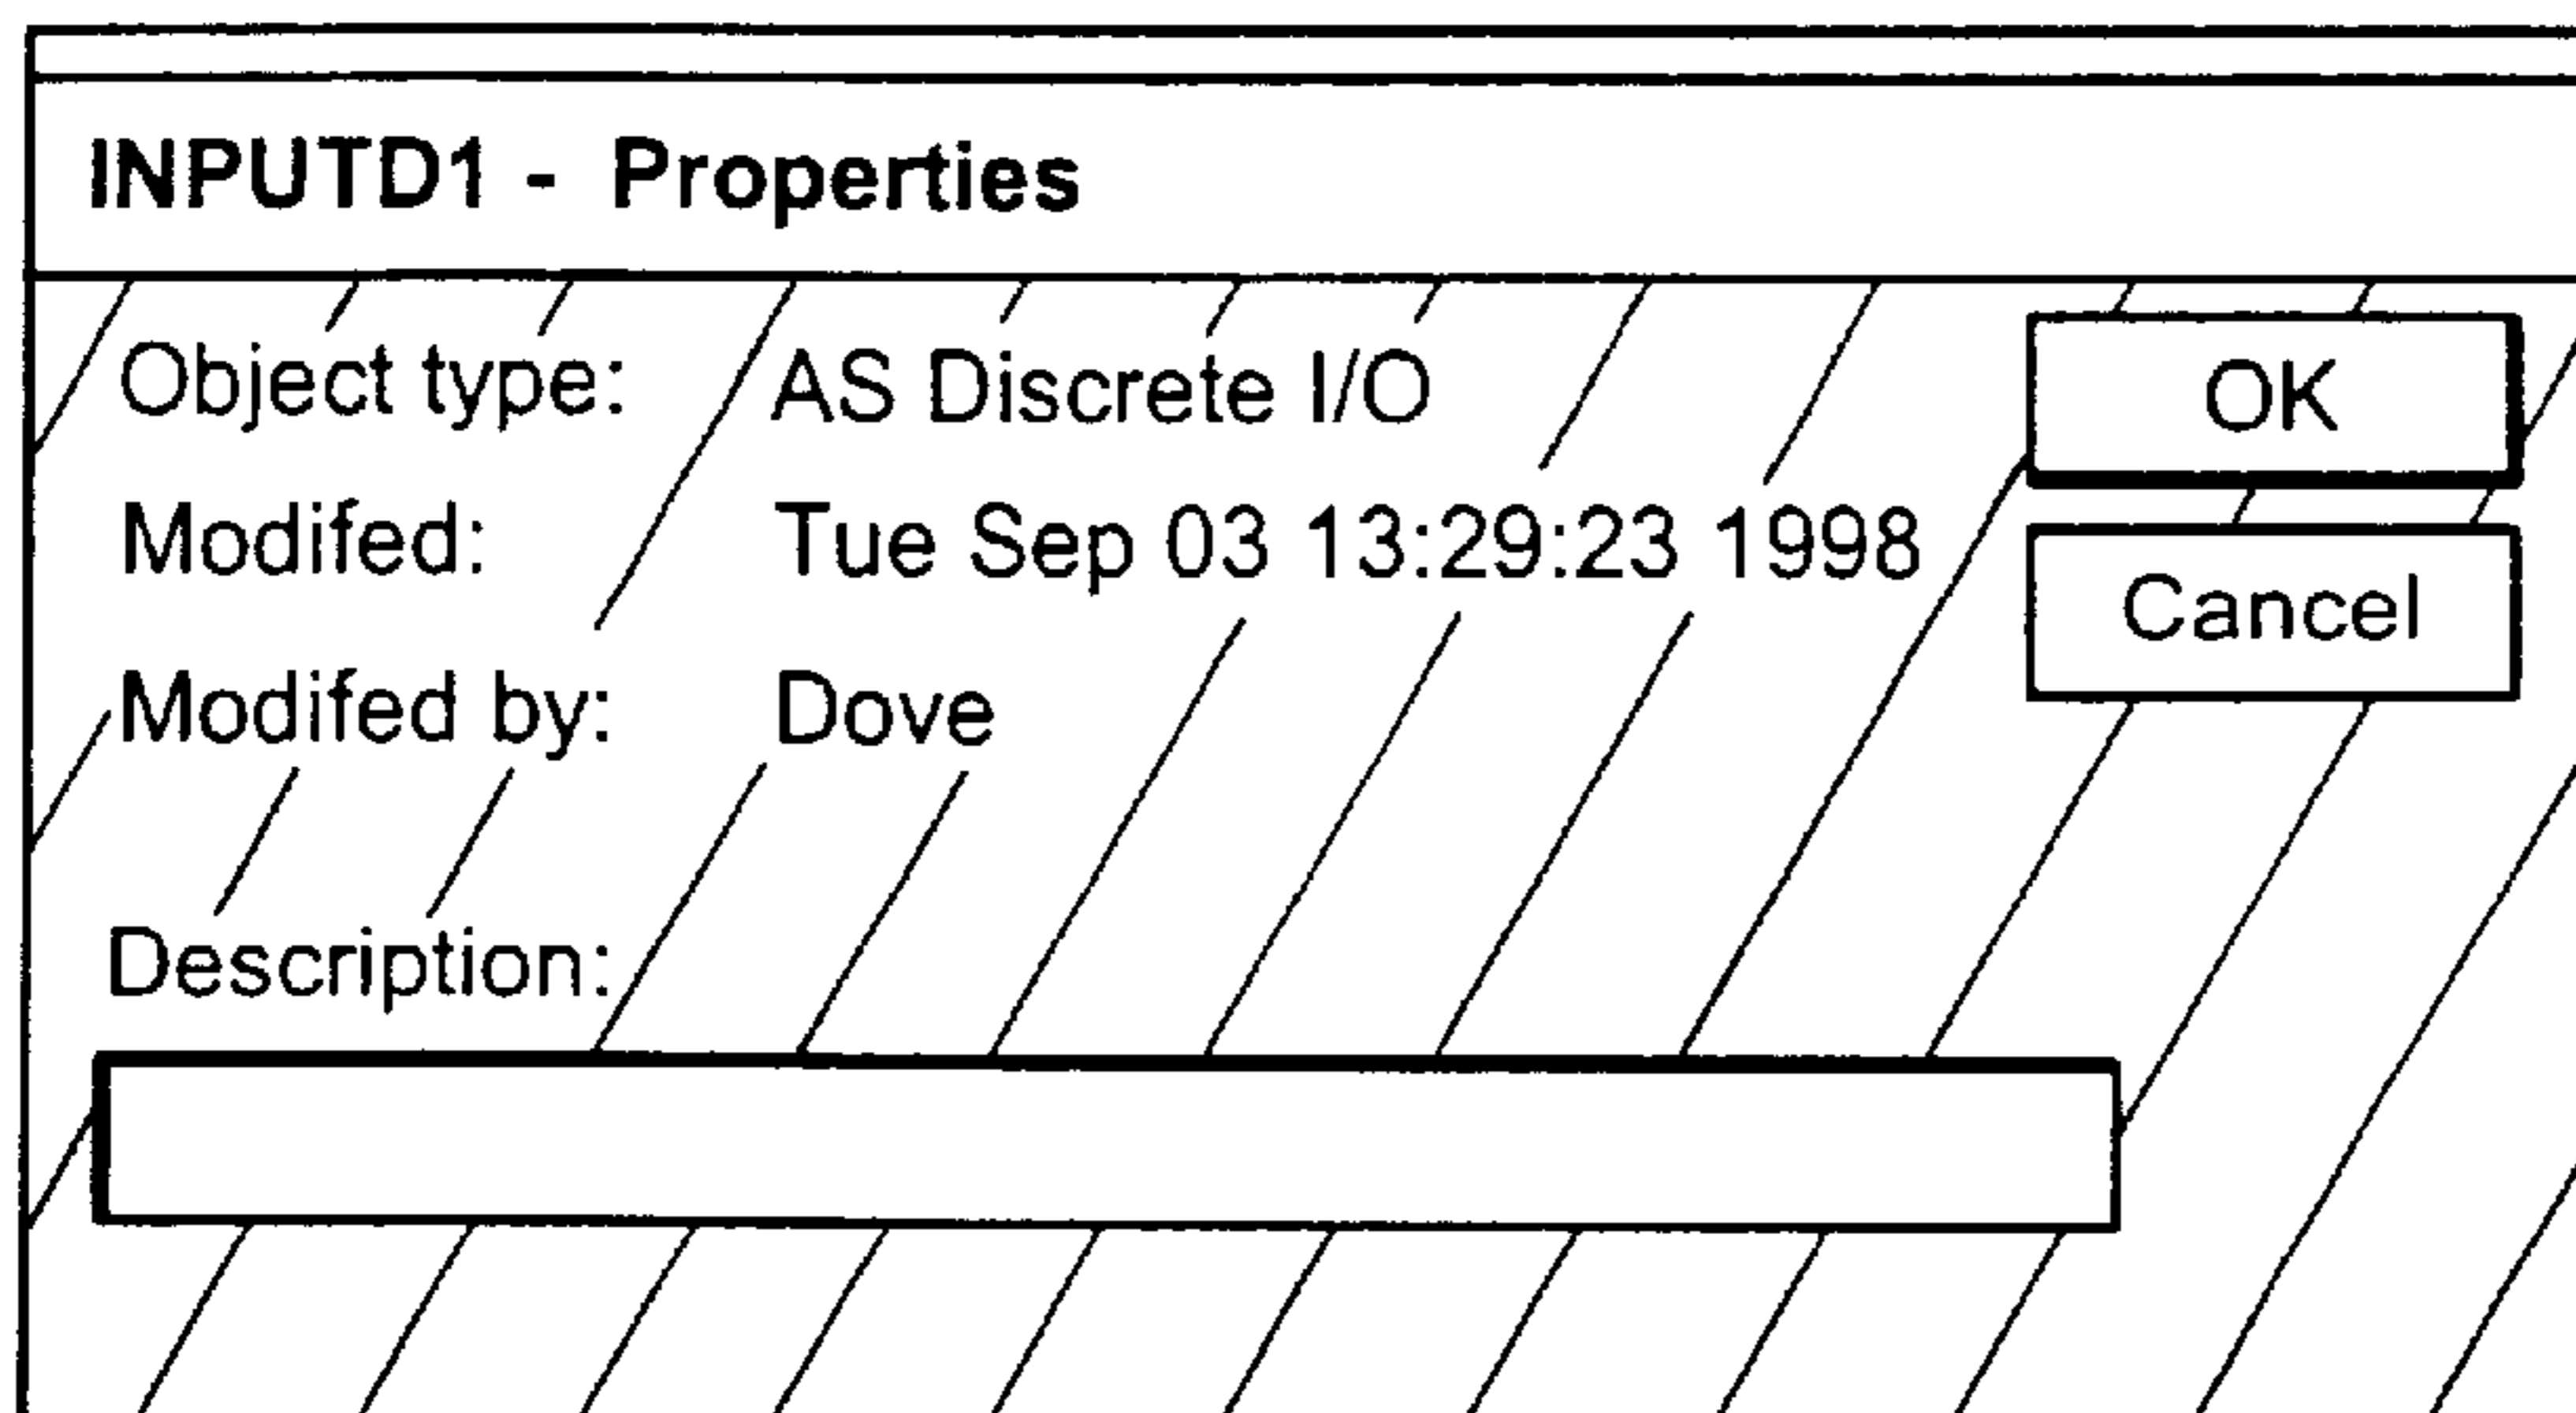 INPUTD1 - Properties
Object type: AS Discrete I/O
OK
Modifed: Tue Sep 03 13:29:23 1998
Cancel
Modifed by: Dove
Description: